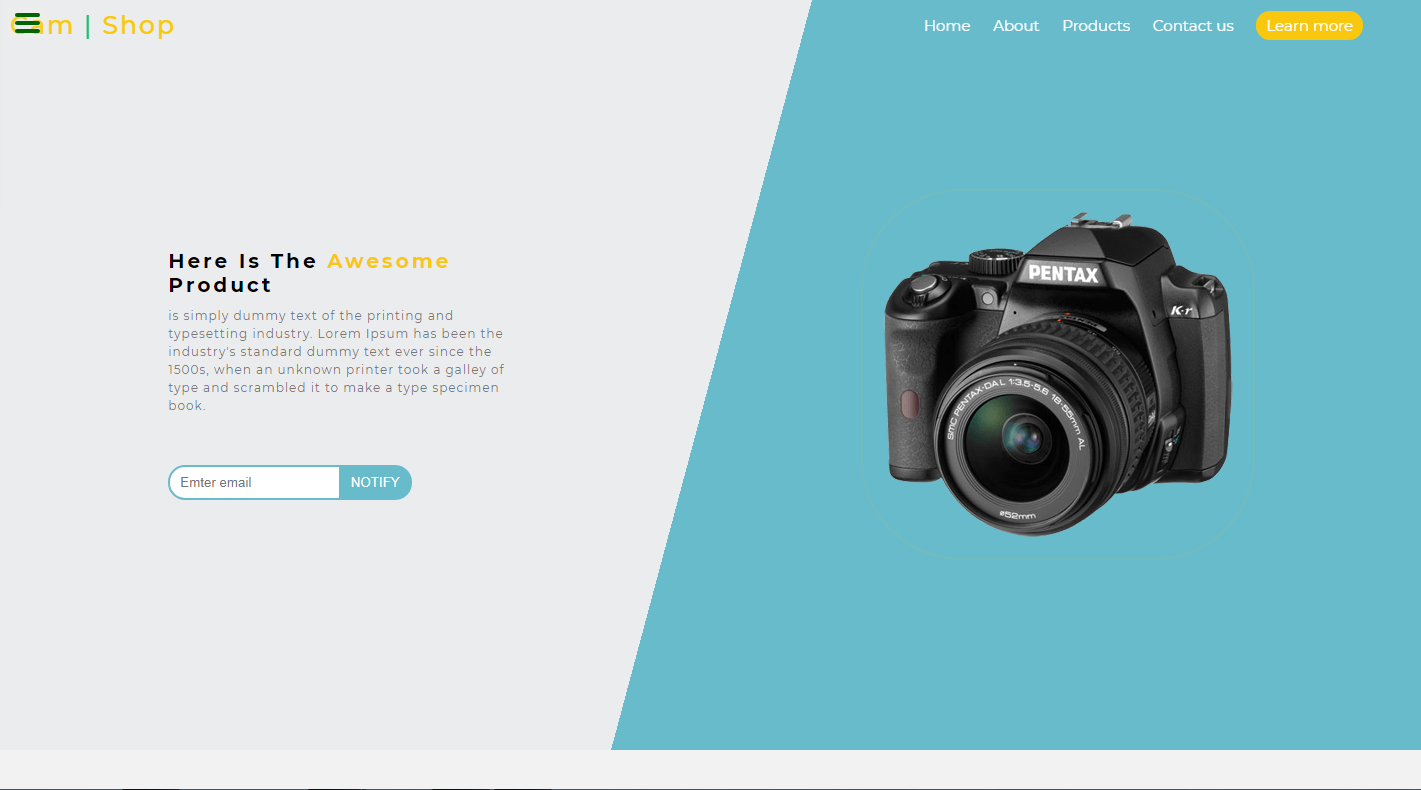 Cam | Shop
Home About Products Contact us Learn more
Here Is The Awesome
Product
is simply dummy text of the printing and
typesetting industry. Lorem Ipsum has been the
industry's standard dummy text ever since the
1500s, when an unknown printer took a galley of
type and scrambled it to make a type specimen
book.
Emter email NOTIFY
PENTAX
K-r
SMC PENTAX-DA L 1:3.5-5.6 18-55mm AL
ø52mm